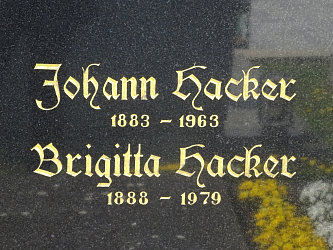 Johann Hacker
1883 – 1963
Brigitta Hacker
1888 – 1979